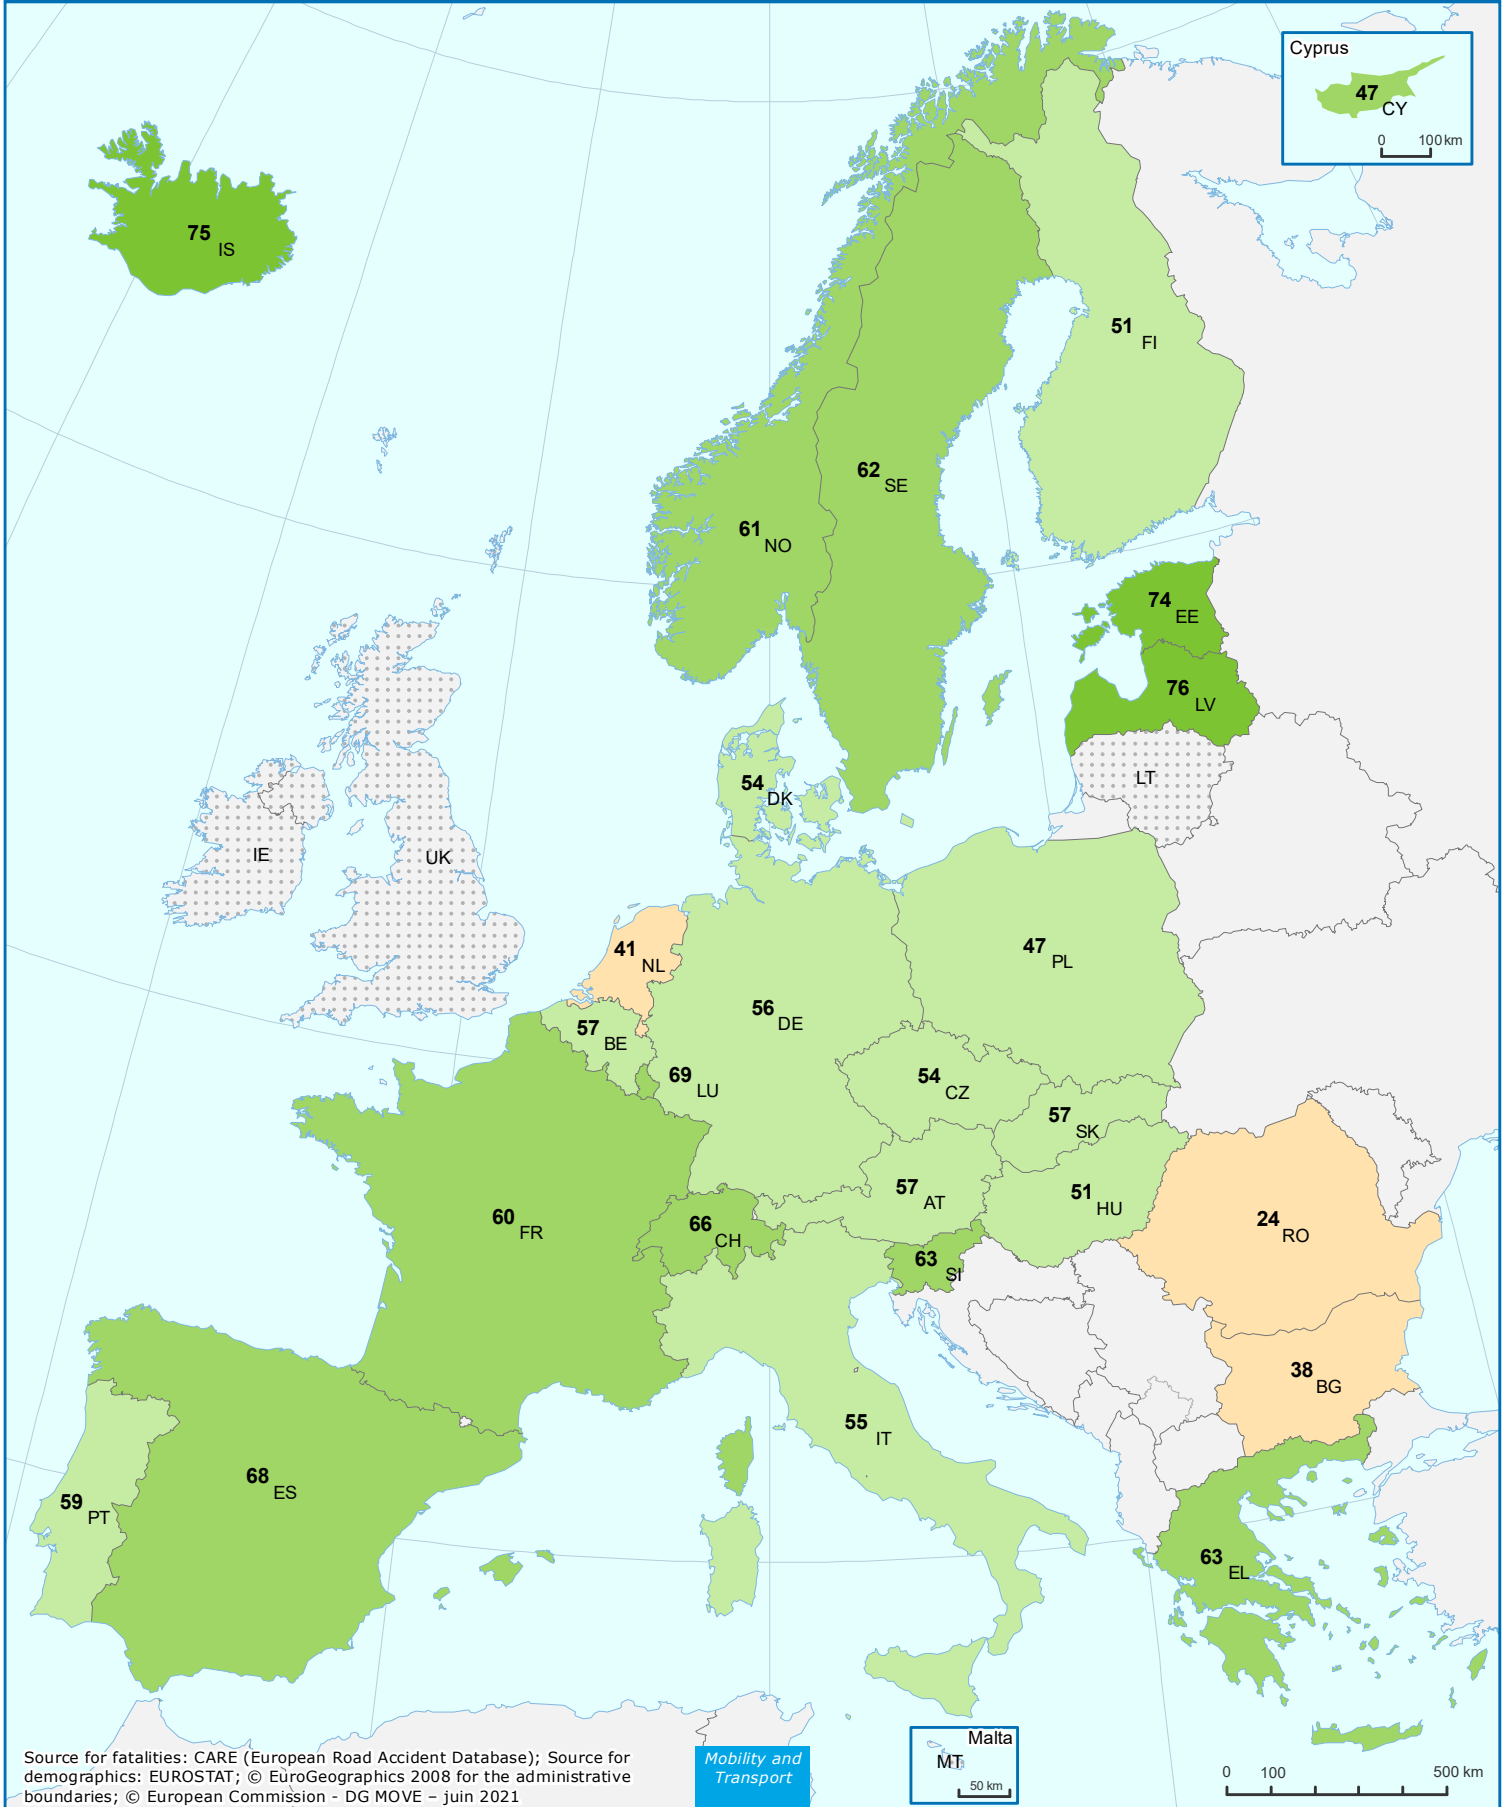 Cyprus
47
CY
0 100 km
75
IS
51
FI
62
SE
61
NO
74
EE
76
LV
LT
54
DK
IE
UK
41
NL
47
PL
56
DE
57
BE
69
LU
54
CZ
57
SK
57
AT
51
HU
60
FR
66
CH
24
RO
63
SI
38
BG
55
IT
68
ES
59
PT
63
EL
Malta
MT
50 km
0 100 500 km
Mobility and
Transport
Source for fatalities: CARE (European Road Accident Database); Source for
demographics: EUROSTAT; © EuroGeographics 2008 for the administrative
boundaries; © European Commission - DG MOVE – juin 2021